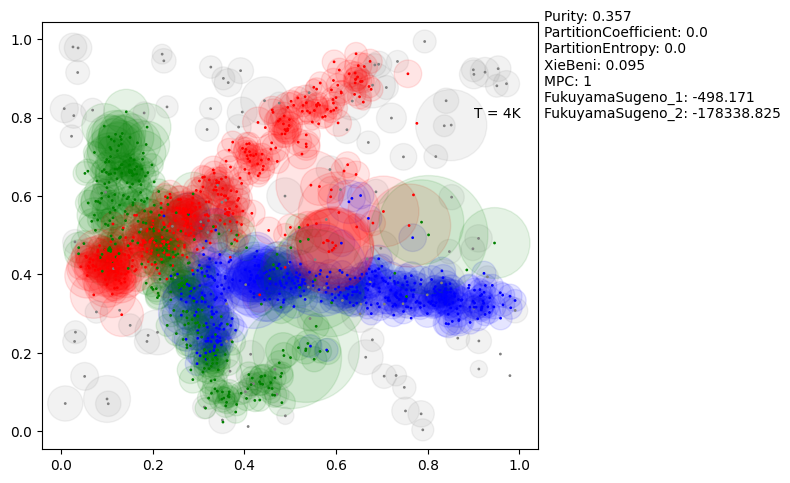 Purity: 0.357
PartitionCoefficient: 0.0
PartitionEntropy: 0.0
XieBeni: 0.095
MPC: 1
FukuyamaSugeno_1: -498.171
FukuyamaSugeno_2: -178338.825
T = 4K
1.0
0.8
0.6
0.4
0.2
0.0
0.0 0.2 0.4 0.6 0.8 1.0